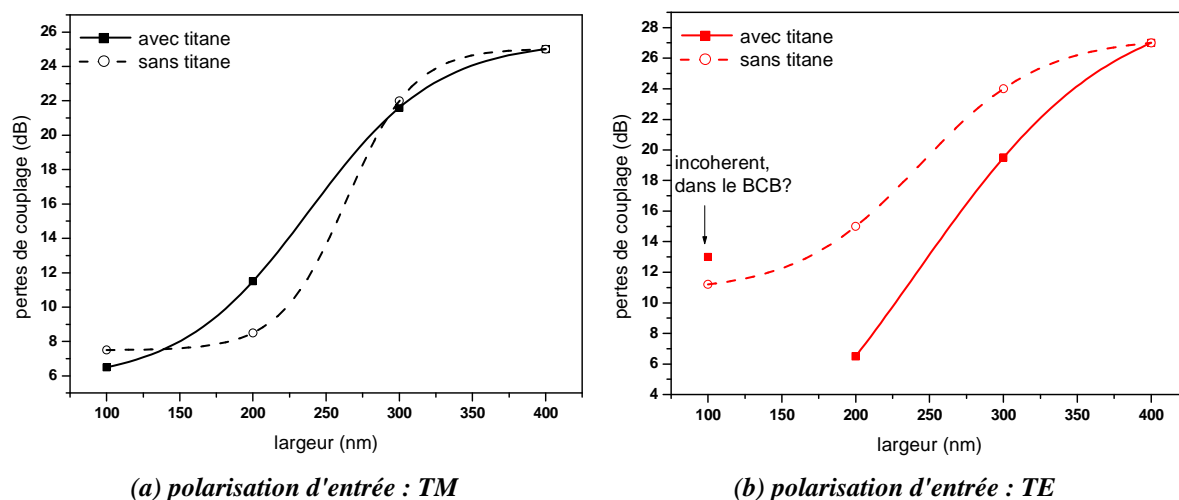 26
24
22
20
18
16
14
12
10
8
6
pertes de couplage (dB)
avec titane
sans titane
100 150 200 250 300 350 400
largeur (nm)
(a) polarisation d'entrée : TM
28
26
24
22
20
18
16
14
12
10
8
6
4
pertes de couplage (dB)
avec titane
sans titane
incoherent,
dans le BCB?
100 150 200 250 300 350 400
largeur (nm)
(b) polarisation d'entrée : TE